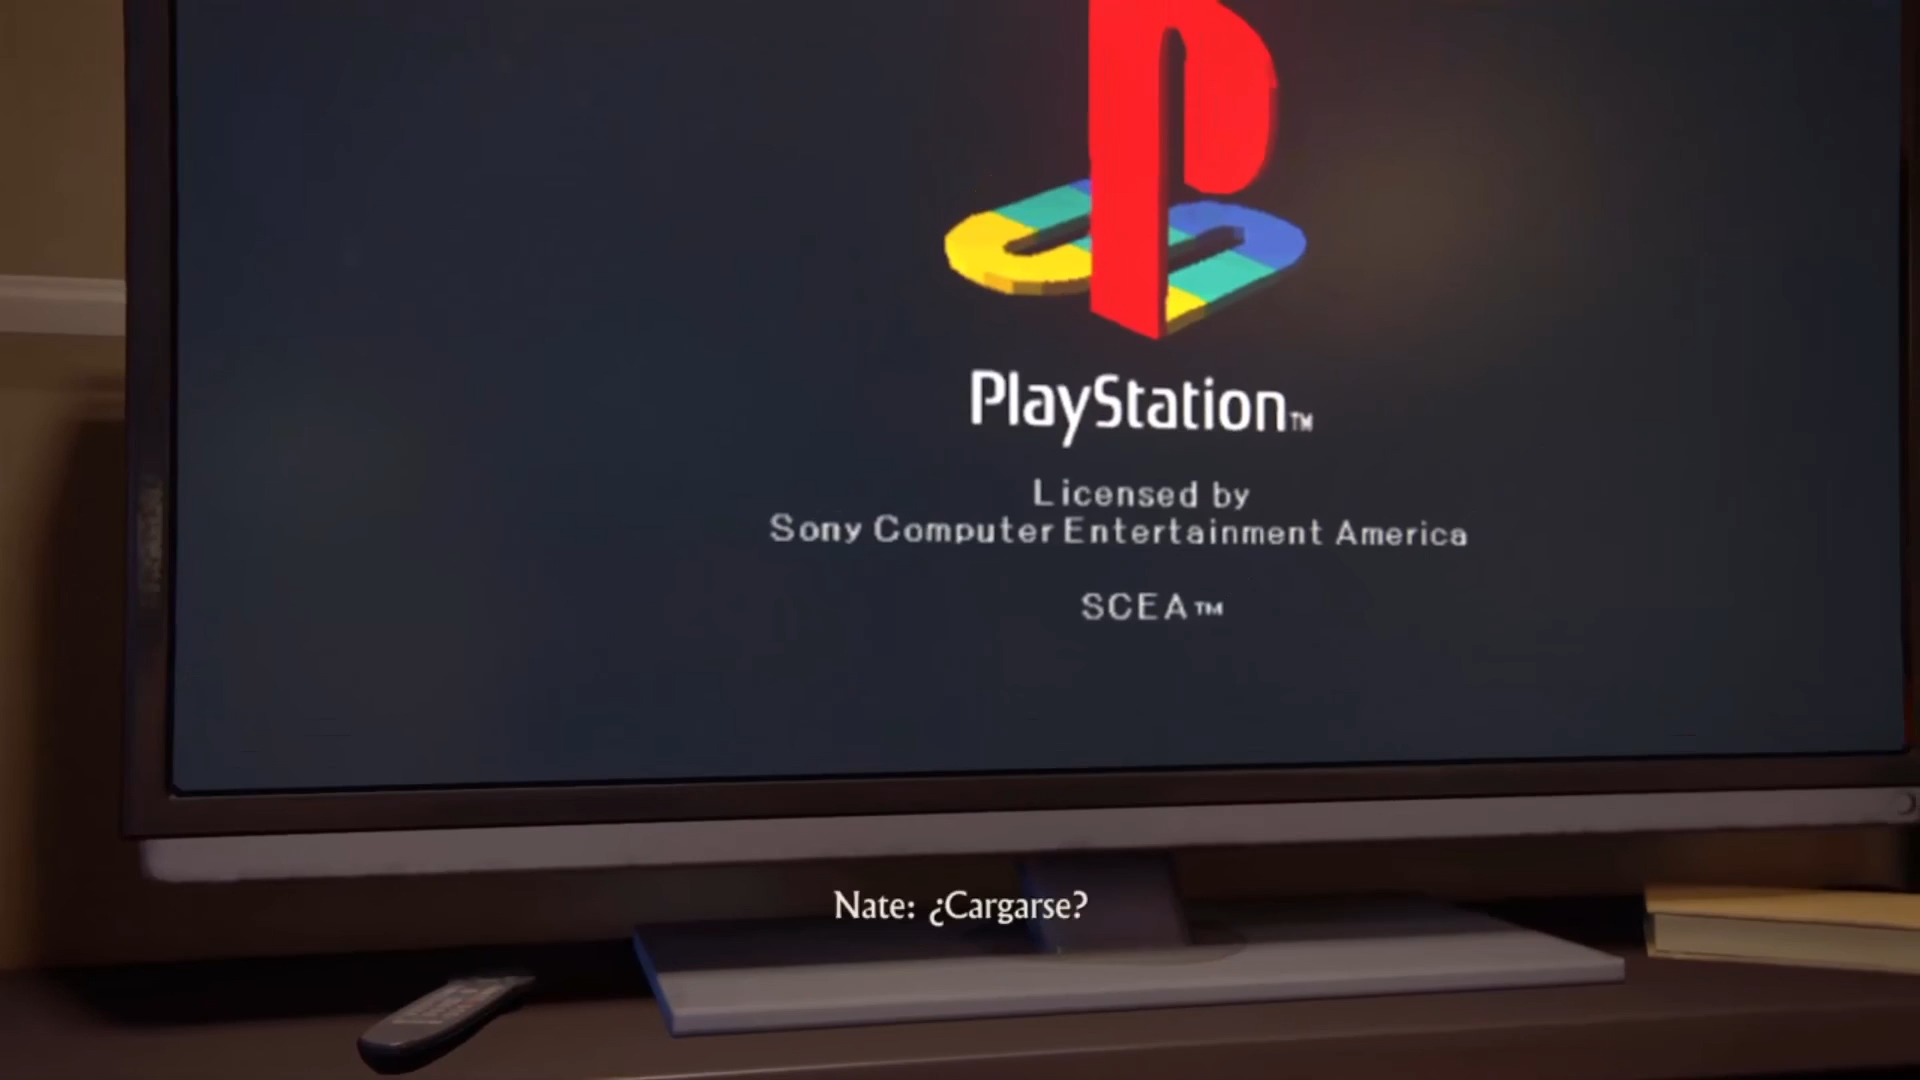 PlayStation™
Licensed by
Sony Computer Entertainment America
SCEA™
Nate: ¿Cargarse?